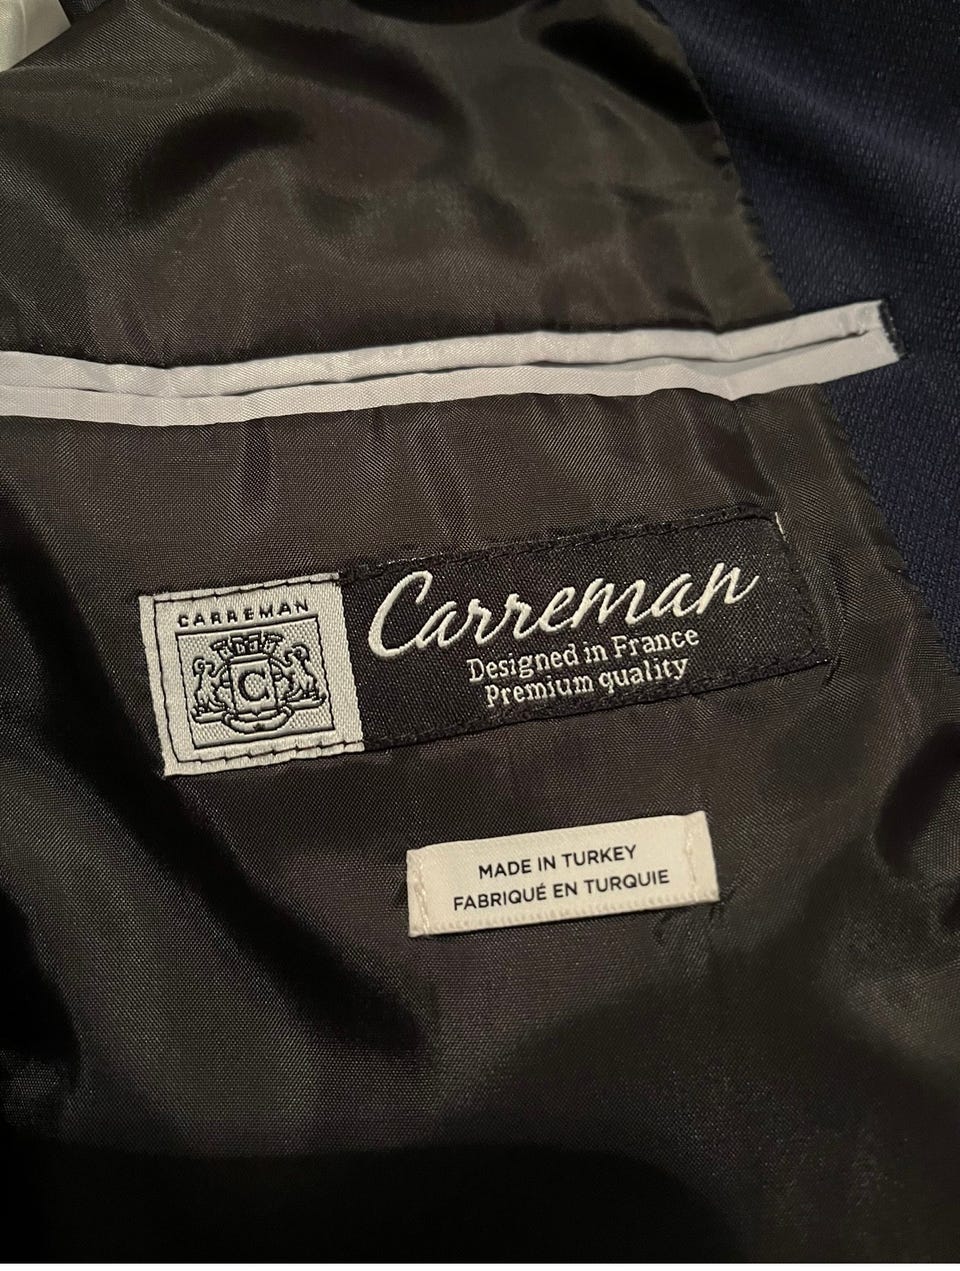 CARREMAN
C
Carreman
Designed in France
Premium quality
MADE IN TURKEY
FABRIQUÉ EN TURQUIE